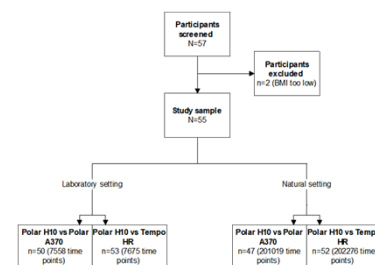 Participants
screened
N=57
Participants
excluded
n=2 (BMI too low)
Study sample
N=55
Laboratory setting
Natural setting
Polar H10 vs Polar
A370
n=50 (7558 time
points)
Polar H10 vs Tempo
HR
n=53 (7675 time
points)
Polar H10 vs Polar
A370
n=47 (201019 time
points)
Polar H10 vs Tempo
HR
n=52 (202276 time
points)